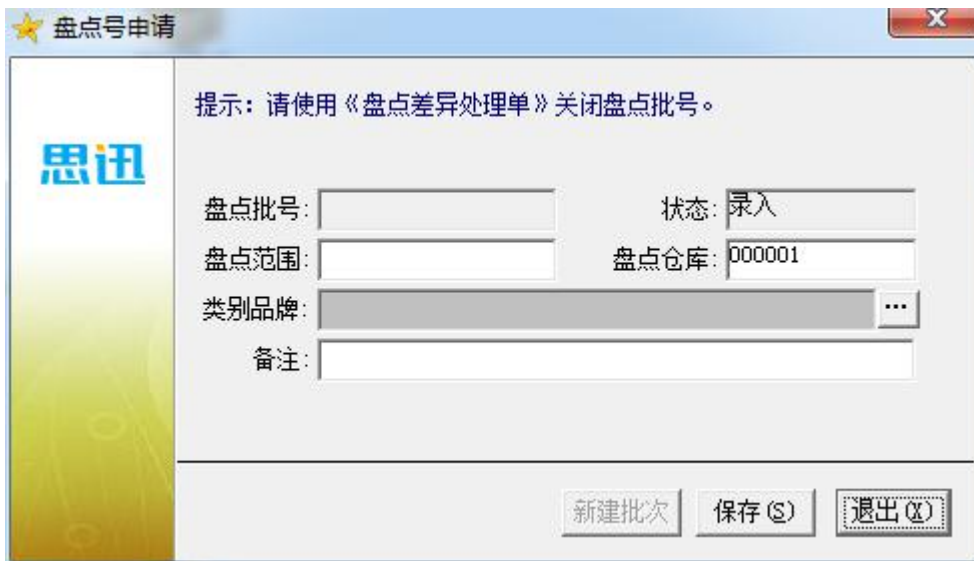 盘点号申请
提示：请使用《盘点差异处理单》关闭盘点批号。
思迅
盘点批号: 状态: 录入
盘点范围: 盘点仓库: 000001
类别品牌: ...
备注:
新建批次 保存(S) 退出(X)